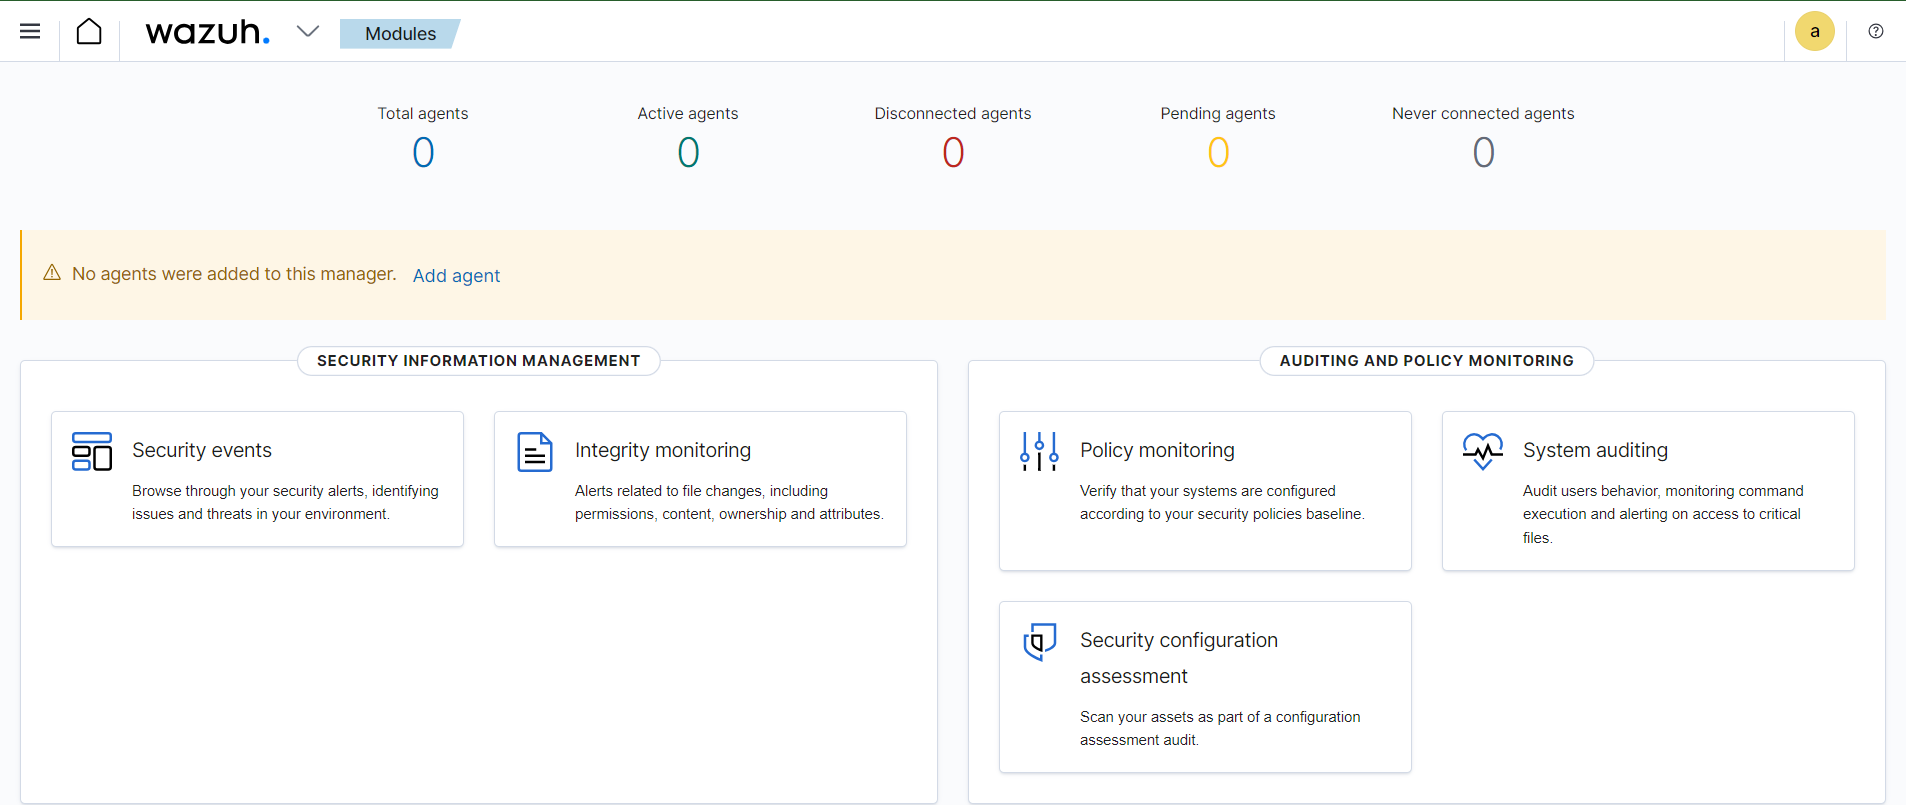 wazuh.
Modules
a
Total agents
0
Active agents
0
Disconnected agents
0
Pending agents
0
Never connected agents
0
No agents were added to this manager. Add agent
SECURITY INFORMATION MANAGEMENT
Security events
Browse through your security alerts, identifying
issues and threats in your environment.
Integrity monitoring
Alerts related to file changes, including
permissions, content, ownership and attributes.
AUDITING AND POLICY MONITORING
Policy monitoring
Verify that your systems are configured
according to your security policies baseline.
System auditing
Audit users behavior, monitoring command
execution and alerting on access to critical
files.
Security configuration
assessment
Scan your assets as part of a configuration
assessment audit.